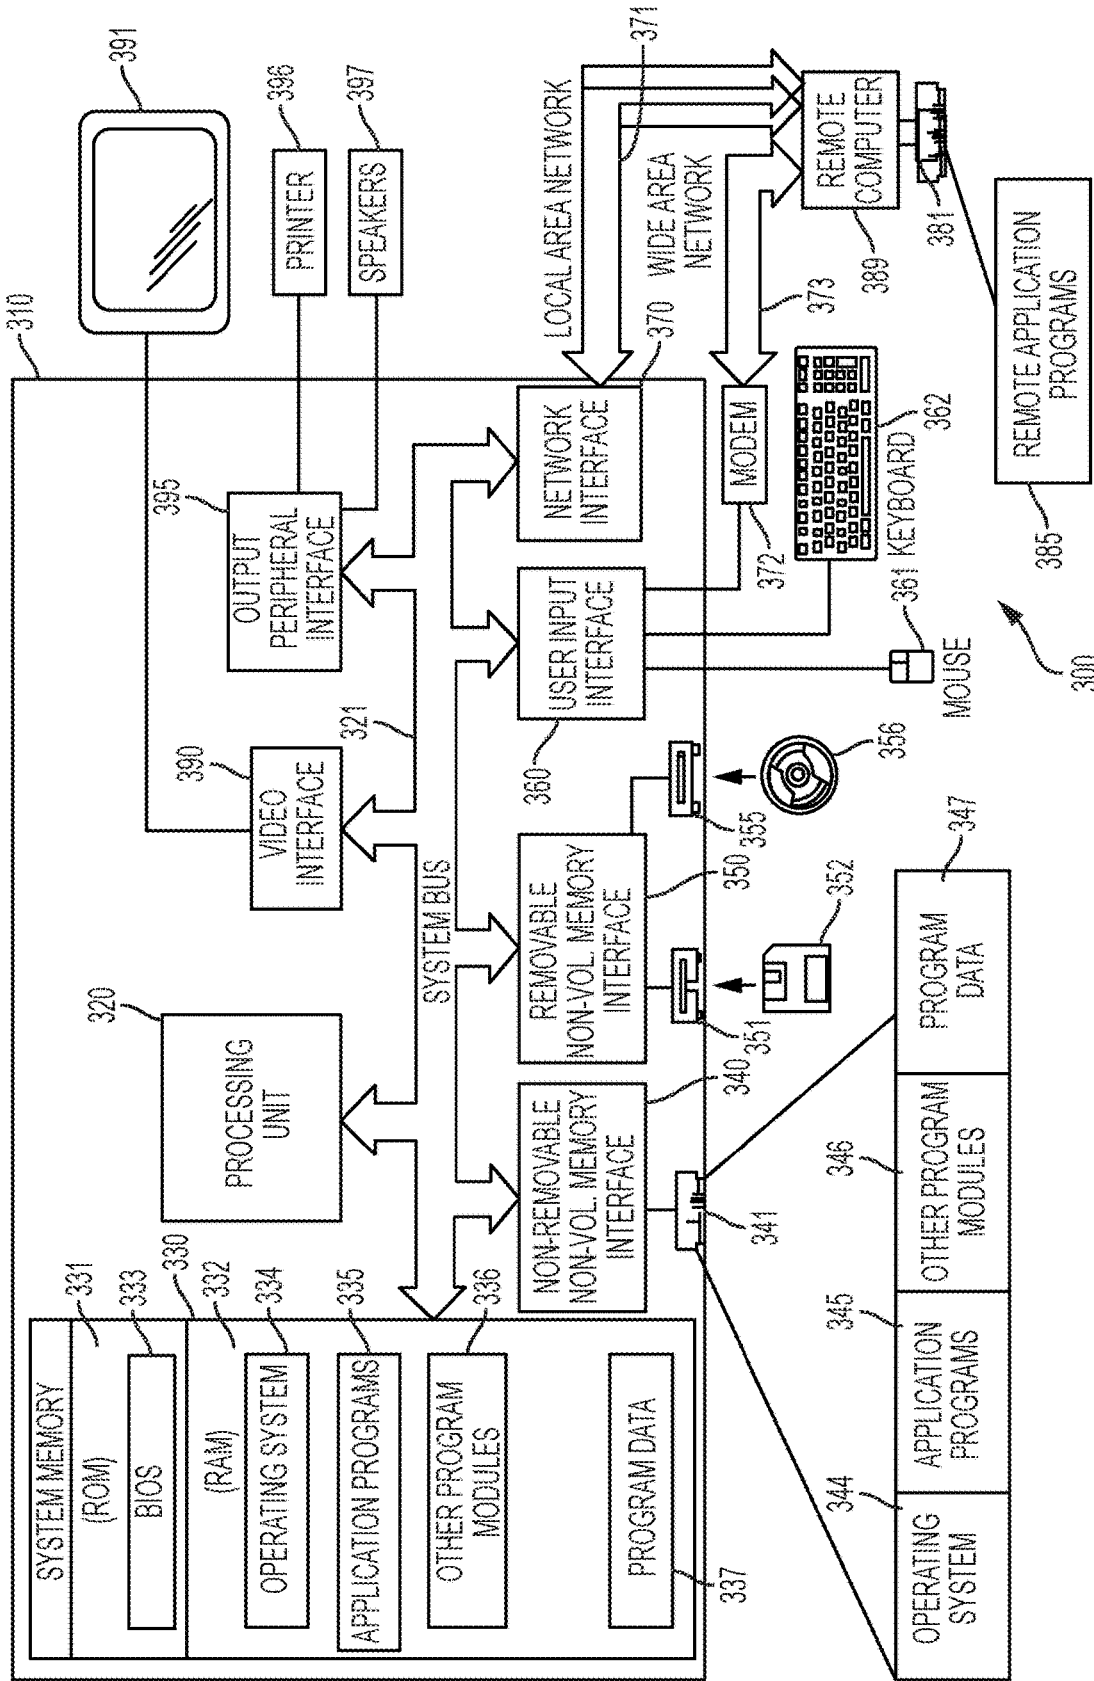 SYSTEM MEMORY
(ROM)
331
BIOS
333
330
(RAM)
332
OPERATING SYSTEM
334
APPLICATION PROGRAMS
335
OTHER PROGRAM
MODULES
336
PROGRAM DATA
337
310
320
PROCESSING
UNIT
390
VIDEO
INTERFACE
395
OUTPUT
PERIPHERAL
INTERFACE
391
PRINTER
396
SPEAKERS
397
SYSTEM BUS
321
NON-REMOVABLE
NON-VOL. MEMORY
INTERFACE
340
REMOVABLE
NON-VOL. MEMORY
INTERFACE
350
USER INPUT
INTERFACE
360
NETWORK
INTERFACE
370
LOCAL AREA NETWORK
371
WIDE AREA
NETWORK
373
MODEM
372
341
351
352
355
356
MOUSE
361
KEYBOARD
362
REMOTE
COMPUTER
389
381
REMOTE APPLICATION
PROGRAMS
385
OPERATING
SYSTEM
344
APPLICATION
PROGRAMS
345
OTHER PROGRAM
MODULES
346
PROGRAM
DATA
347
300